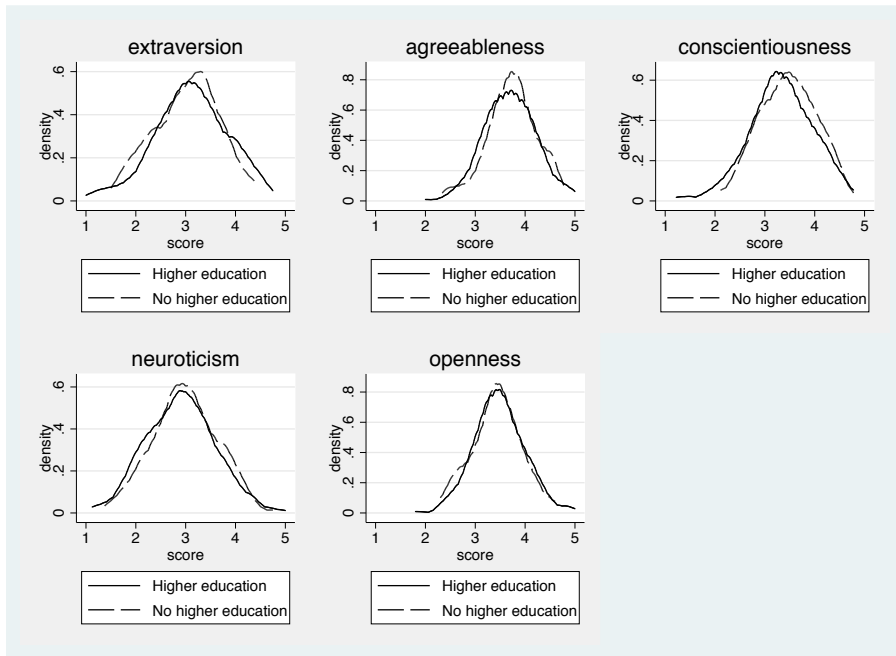 extraversion
density
0
.2
.4
.6
1 2 3 4 5
score
Higher education
No higher education
agreeableness
density
0
.2
.4
.6
.8
1 2 3 4 5
score
Higher education
No higher education
conscientiousness
density
0
.2
.4
.6
1 2 3 4 5
score
Higher education
No higher education
neuroticism
density
0
.2
.4
.6
1 2 3 4 5
score
Higher education
No higher education
openness
density
0
.2
.4
.6
.8
1 2 3 4 5
score
Higher education
No higher education